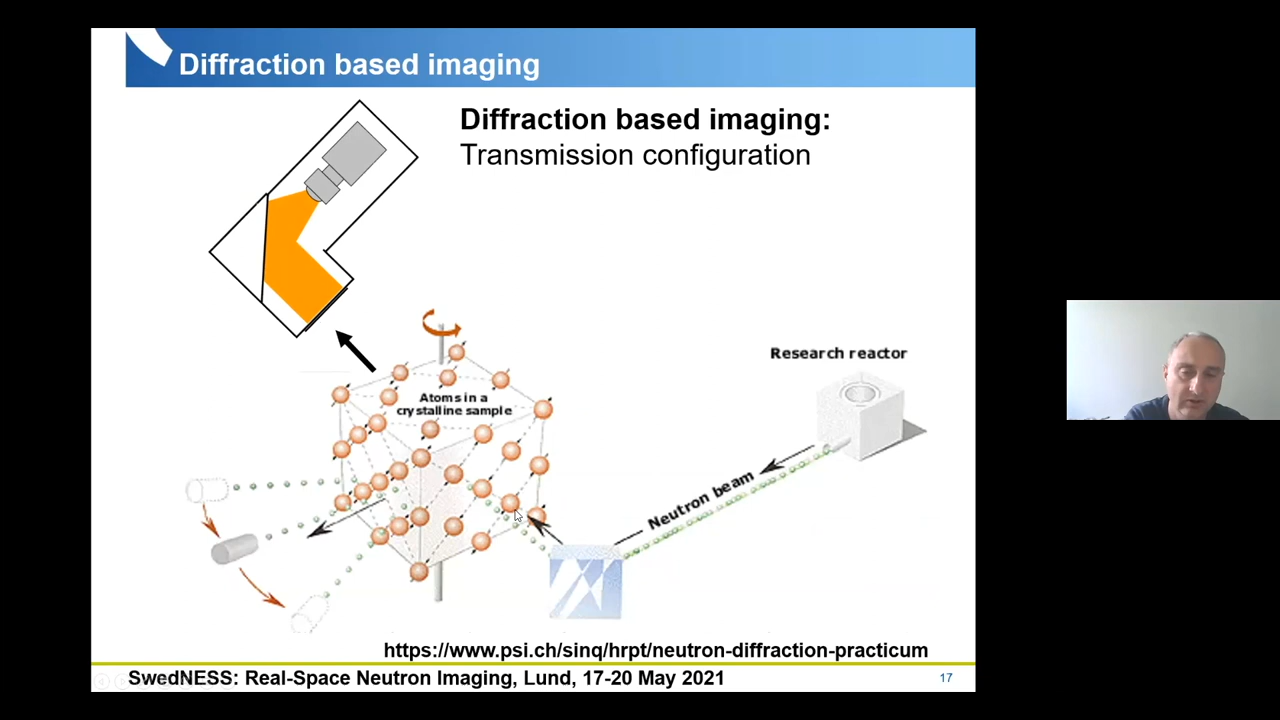 Diffraction based imaging
Diffraction based imaging:
Transmission configuration
Research reactor
Atoms in a
crystalline sample
Neutron beam
https://www.psi.ch/sinq/hrpt/neutron-diffraction-practicum
SwedNESS: Real-Space Neutron Imaging, Lund, 17-20 May 2021
17